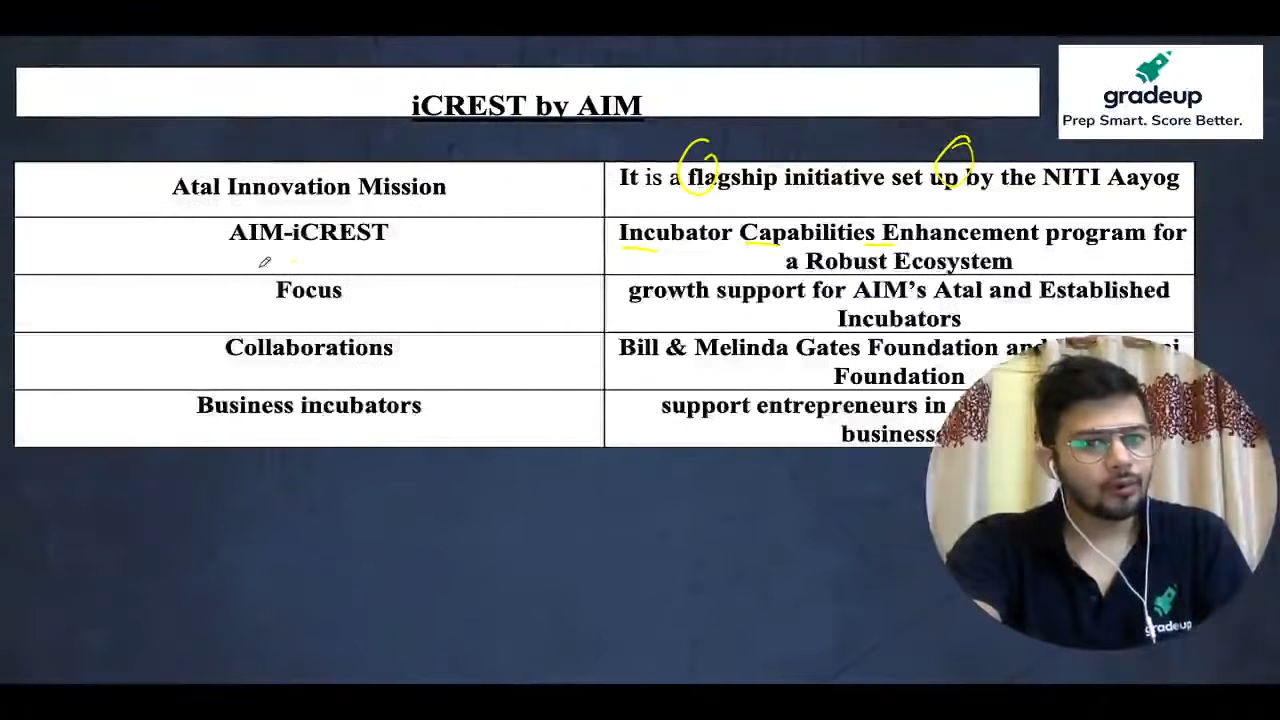 iCREST by AIM
gradeup
Prep Smart. Score Better.
Atal Innovation Mission
It is a flagship initiative set up by the NITI Aayog
AIM-iCREST
Incubator Capabilities Enhancement program for
a Robust Ecosystem
Focus
growth support for AIM's Atal and Established
Incubators
Collaborations
Bill & Melinda Gates Foundation and
Foundation
Business incubators
support entrepreneurs in
gradeup